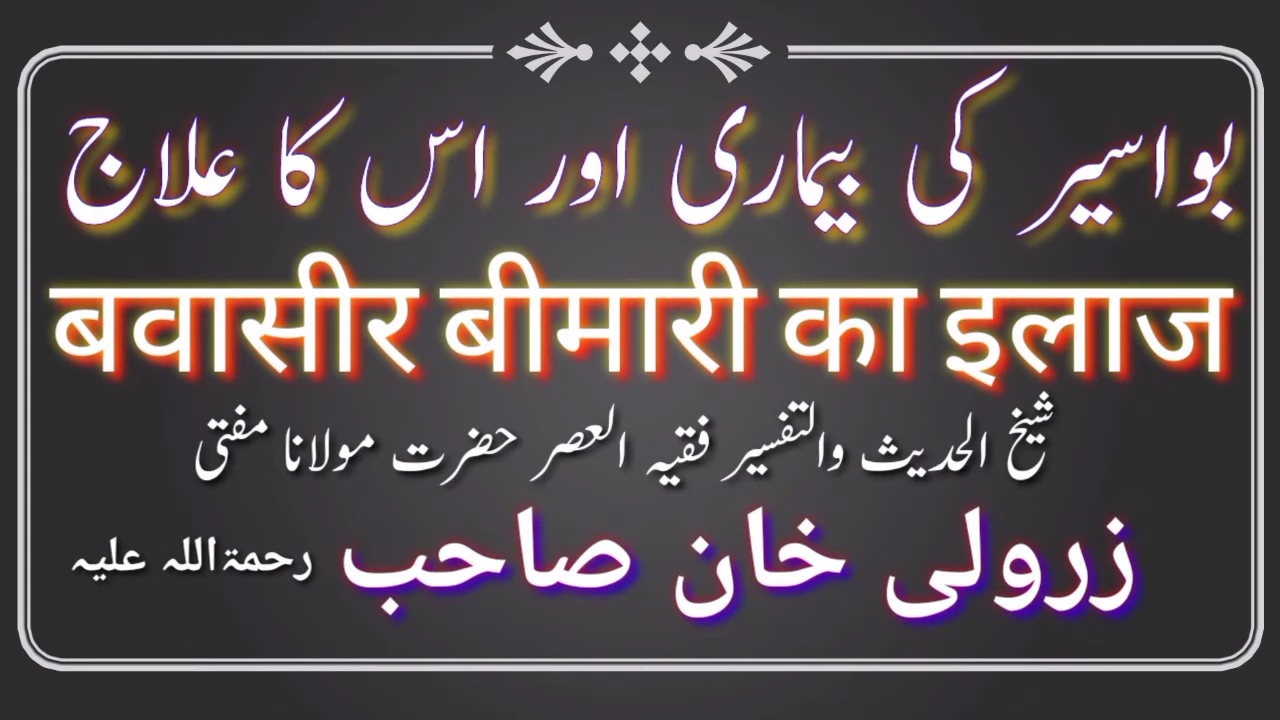 بواسیر کی بیماری اور اس کا علاج
बवासीर बीमारी का इलाज
شیخ الحدیث والتفسیر فقیہ العصر حضرت مولانا مفتی
زرولی خان صاحب رحمۃ اللہ علیہ